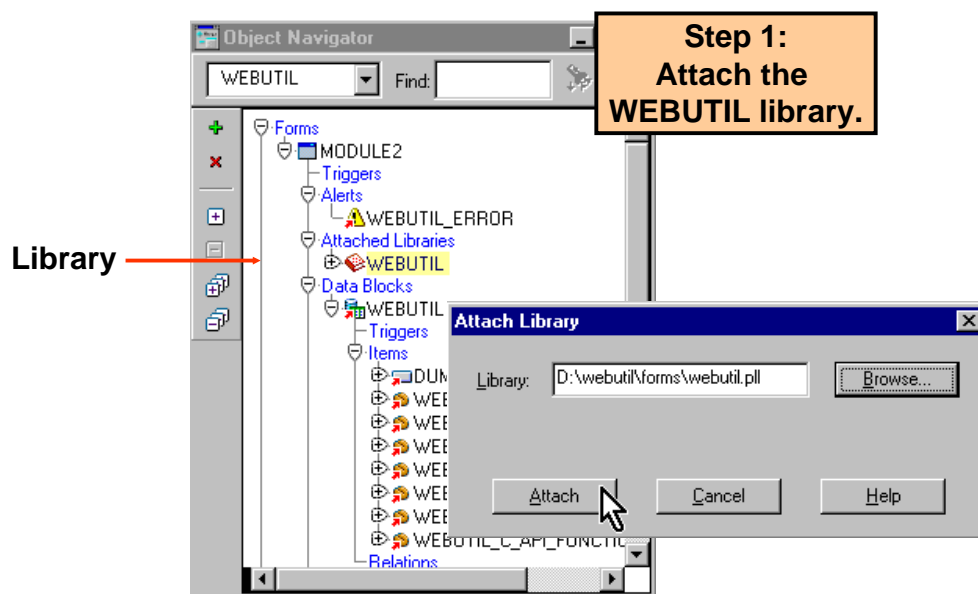 Object Navigator
Step 1:
Attach the
WEBUTIL library.
WEBUTIL
Find:
Forms
MODULE2
Triggers
Alerts
WEBUTIL_ERROR
Attached Libraries
Library
WEBUTIL
Data Blocks
WEBUTIL
Triggers
Items
Relations
Attach Library
Library:
D:\webutil\forms\webutil.pll
Browse...
Attach
Cancel
Help